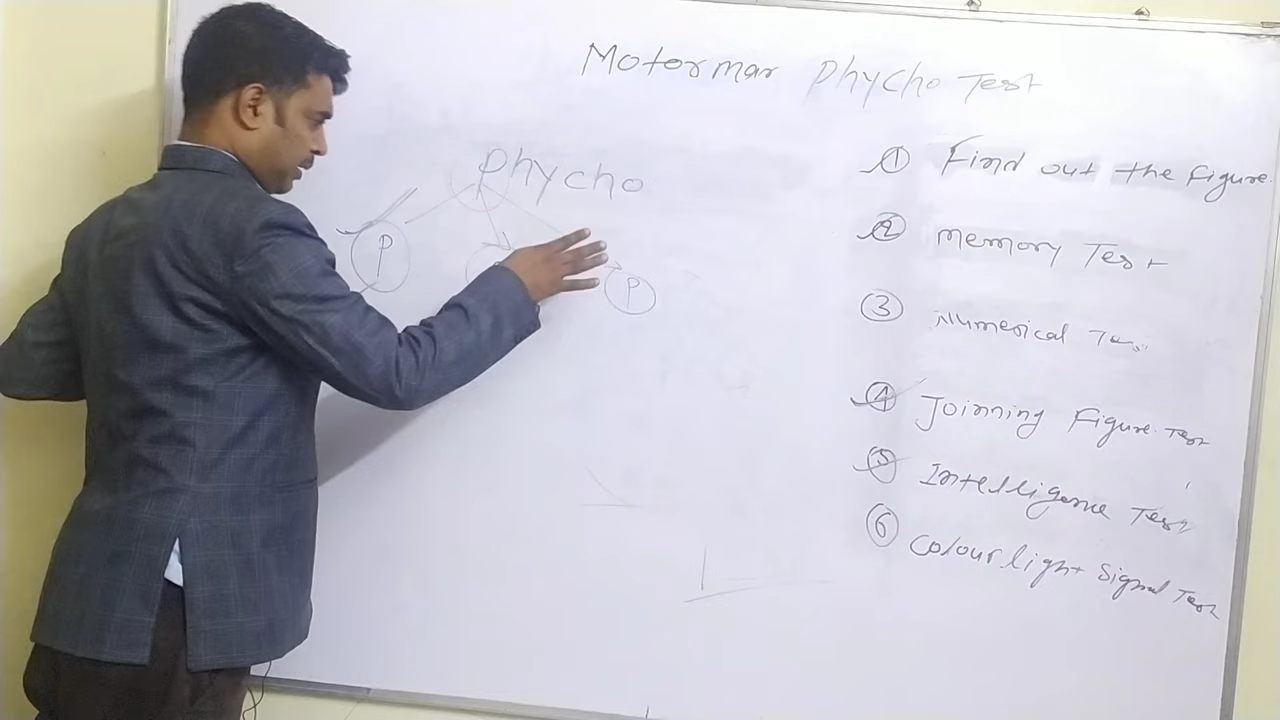 Motorman Phycho Test
Phycho
P
P
① Find out the figure.
② Memory Test
③ Numerical Test
④ Joinning Figure Test
⑤ Intelligence Test
⑥ Colour light Signal Test